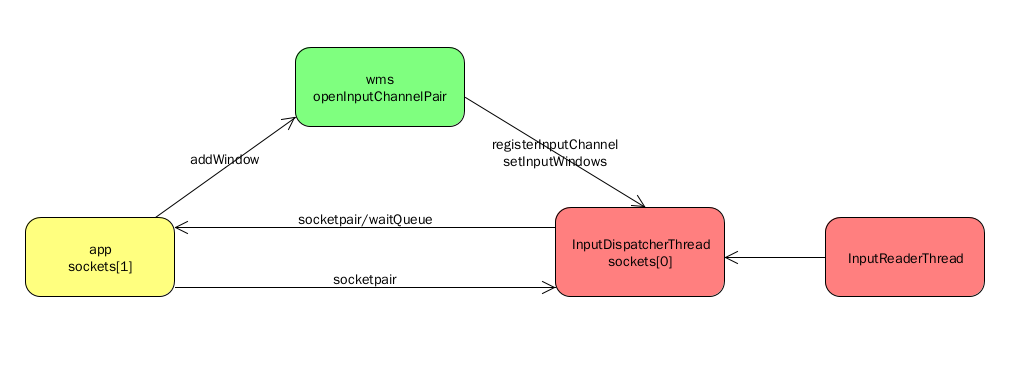 wms
openInputChannelPair
registerInputChannel
setInputWindows
addWindow
socketpair/waitQueue
app
sockets[1]
InputDispatcherThread
sockets[0]
InputReaderThread
socketpair